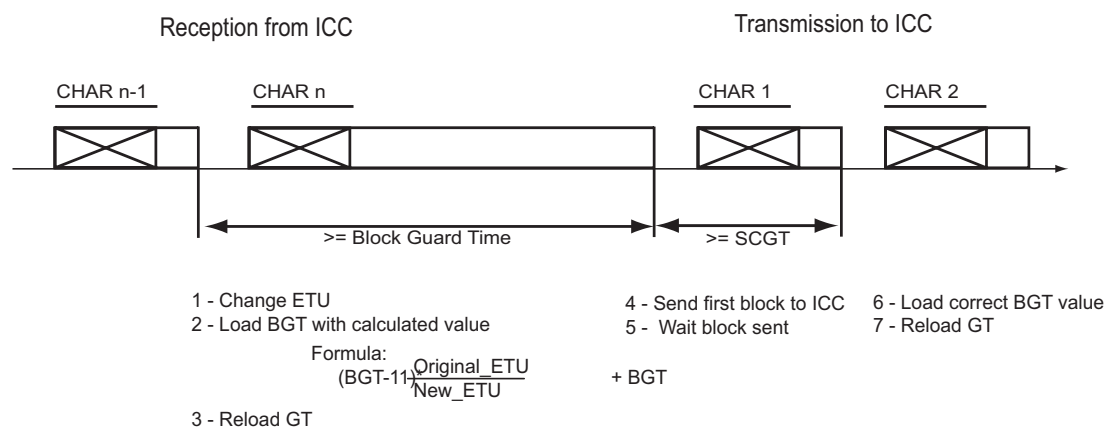 Reception from ICC
Transmission to ICC
CHAR n-1
CHAR n
CHAR 1
CHAR 2
>= Block Guard Time
>= SCGT
1 - Change ETU
2 - Load BGT with calculated value
Formula:
(BGT-11)* Original_ETU
New_ETU
+ BGT
3 - Reload GT
4 - Send first block to ICC
5 - Wait block sent
6 - Load correct BGT value
7 - Reload GT